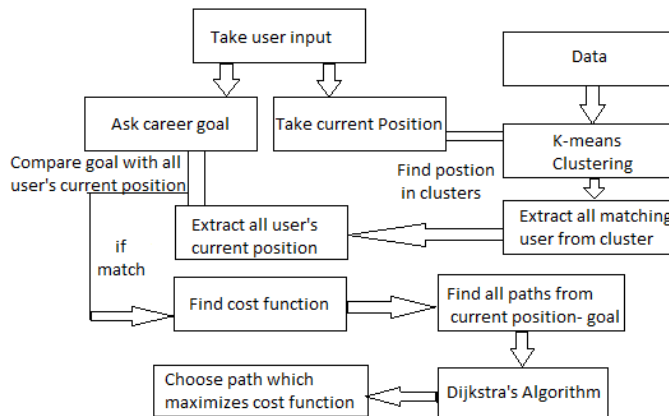 Take user input
Data
Ask career goal
Take current Position
K-means
Clustering
Compare goal with all
user's current position
Find postion
in clusters
Extract all user's
current position
Extract all matching
user from cluster
if
match
Find cost function
Find all paths from
current position- goal
Choose path which
maximizes cost function
Dijkstra's Algorithm